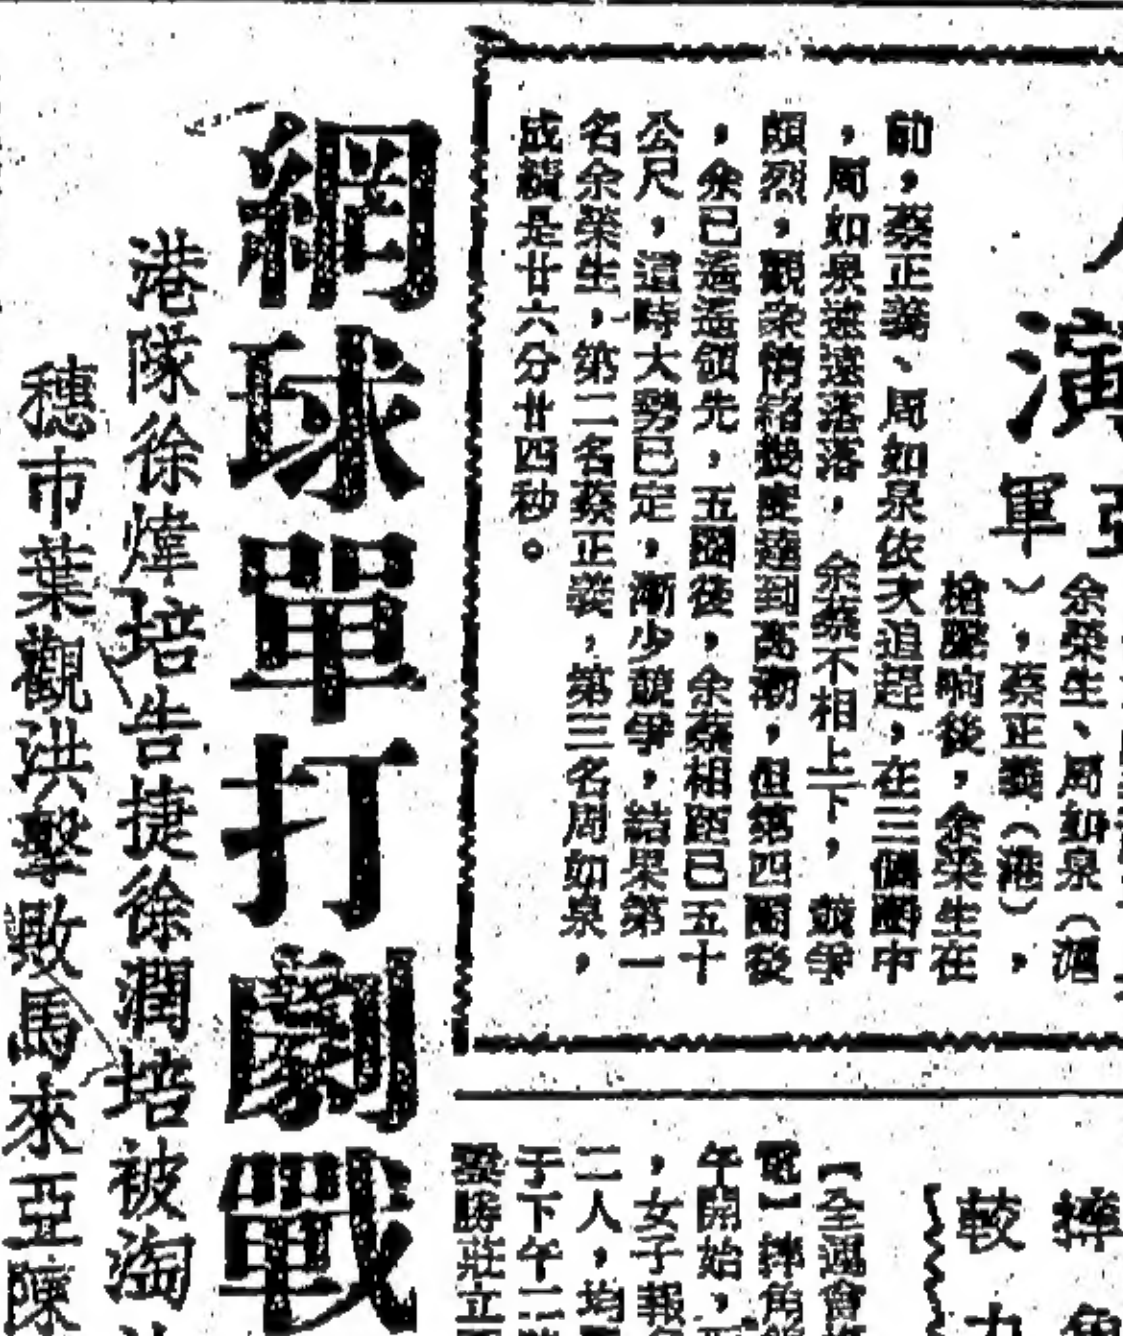 演
軍
余榮生、周如泉（滬
），蔡正義（港），
槍聲响後，余榮生在
前，蔡正義、周如泉依次追趕，在三個圈中
，周如泉遠遠落後，余蔡不相上下，競爭
頗烈，觀衆情緒幾度達到高潮，但第四圈後
，余已遙遙領先，五圈後，余蔡相距已五十
公尺，這時大勢已定，漸少競爭，結果第一
名余榮生，第二名蔡正義，第三名周如泉，
成績是廿六分廿四秒。
摔角
較力
【全運會
電】摔角
午開始，
，女子報
二人，均
于下午二時
勝莊立
網球單打劇戰
港隊徐煒培告捷徐潤培被淘
穗市葉觀洪擊敗馬來亞陳